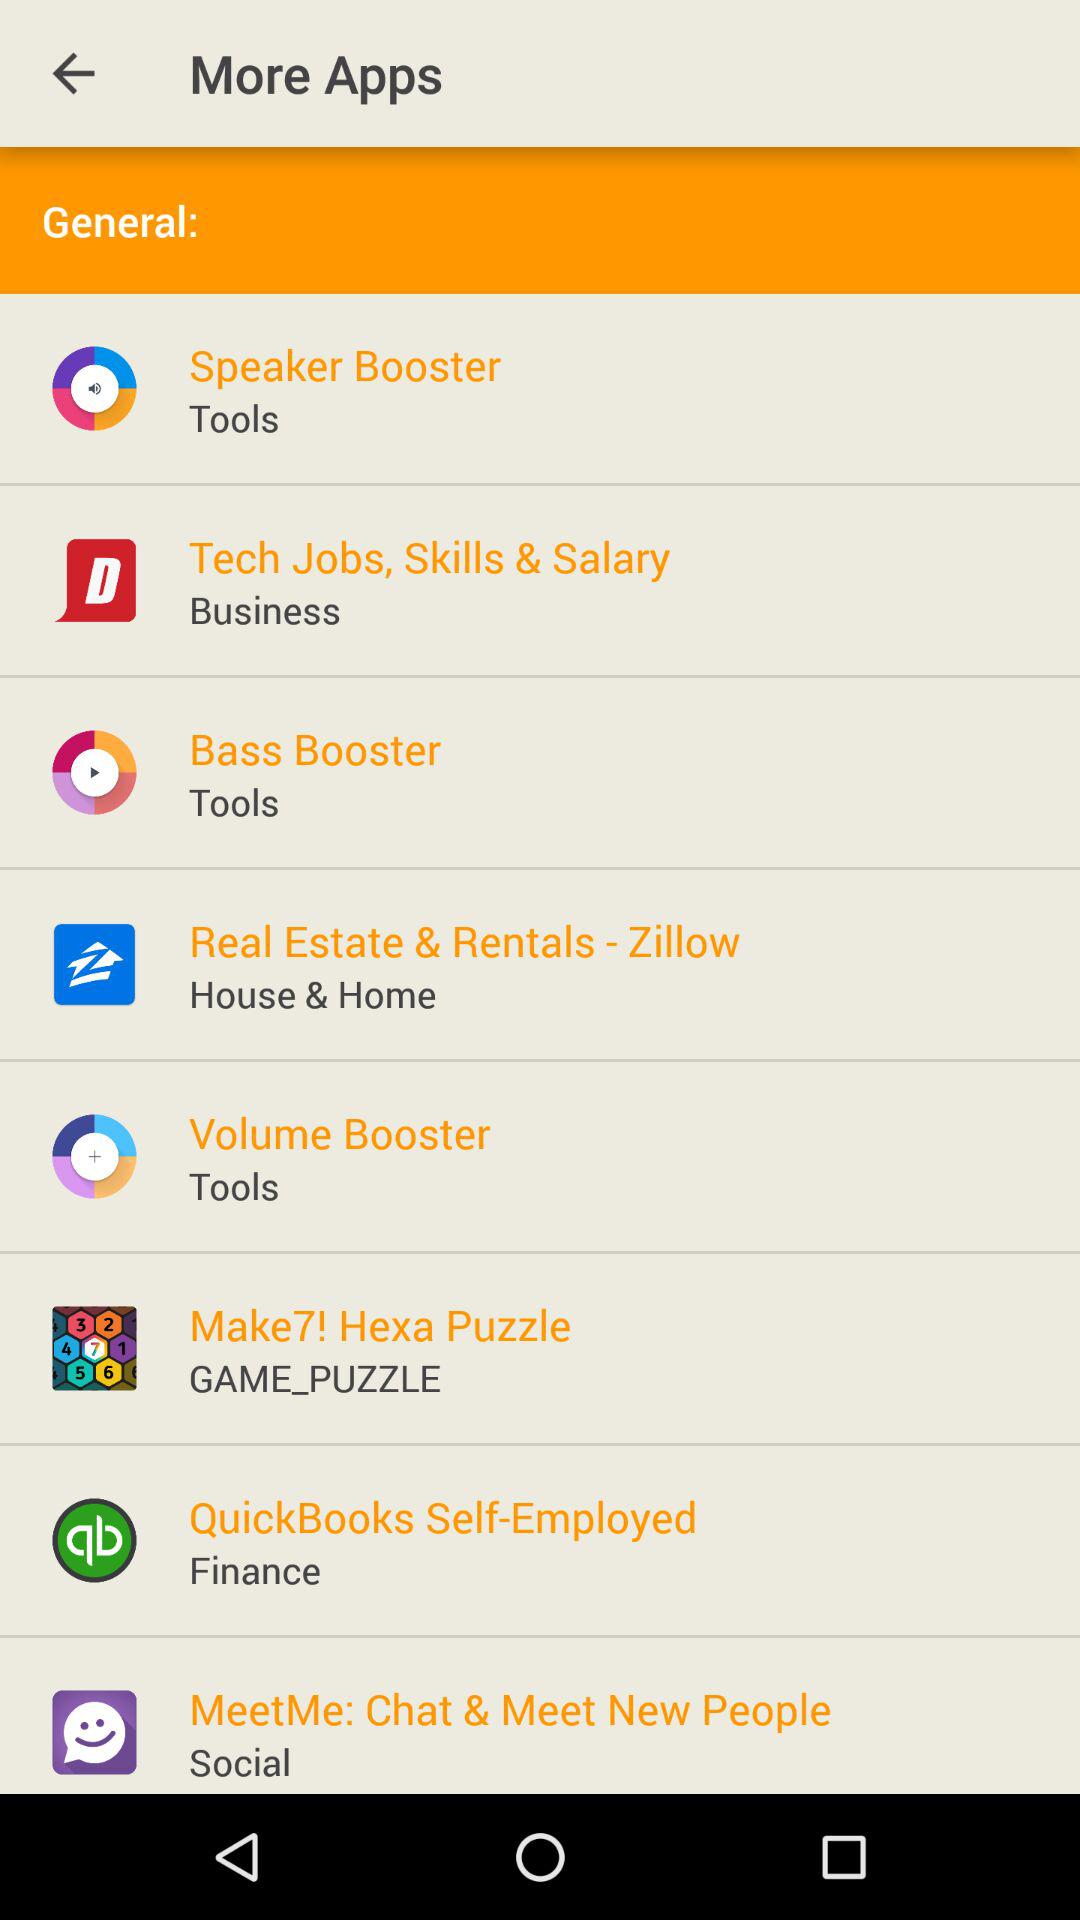 More Apps
General:
Speaker Booster
Tools
D
Tech Jobs, Skills & Salary
Business
Bass Booster
Tools
Real Estate & Rentals - Zillow
House & Home
Volume Booster
Tools
3 2
4 7 1
5 6
Make7! Hexa Puzzle
GAME_PUZZLE
qb
QuickBooks Self-Employed
Finance
MeetMe: Chat & Meet New People
Social